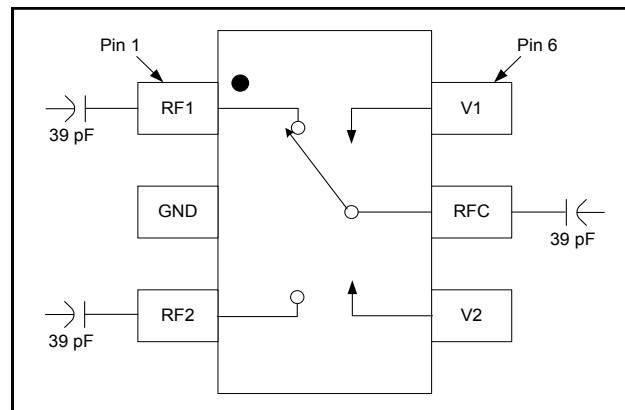 Pin 1
Pin 6
RF1
V1
39 pF
GND
RFC
39 pF
RF2
V2
39 pF